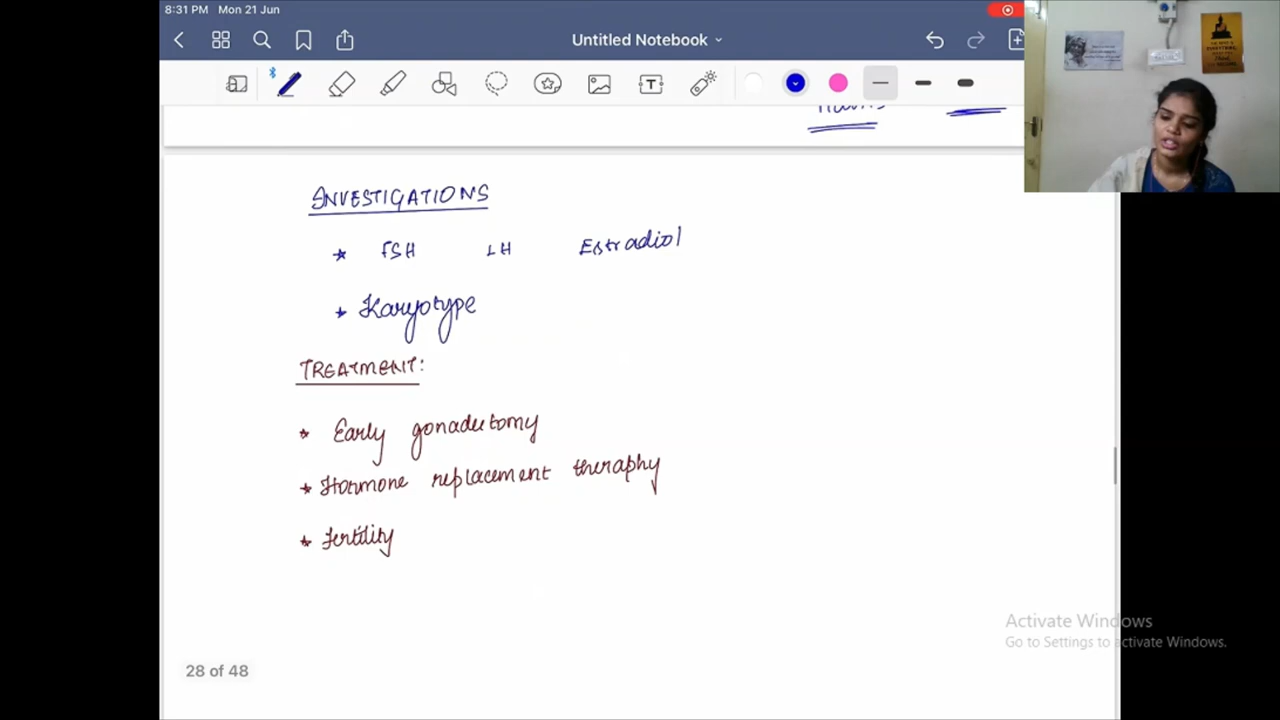 8:31 PM Mon 21 Jun
Untitled Notebook
INVESTIGATIONS
* FSH LH Estradiol
* Karyotype
TREATMENT:
* Early gonadectomy
* Hormone replacement theraphy
* Fertility
Activate Windows
Go to Settings to activate Windows.
28 of 48